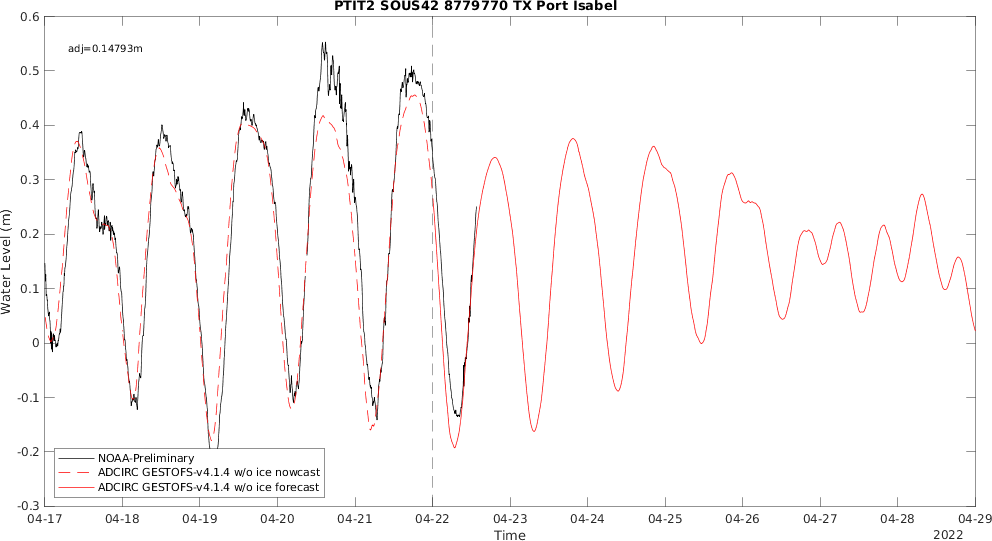 PTIT2 SOUS42 8779770 TX Port Isabel
adj=0.14793m
0.6
0.5
0.4
0.3
0.2
0.1
0
-0.1
-0.2
-0.3
Water Level (m)
NOAA-Preliminary
ADCIRC GESTOFS-v4.1.4 w/o ice nowcast
ADCIRC GESTOFS-v4.1.4 w/o ice forecast
04-17 04-18 04-19 04-20 04-21 04-22 04-23 04-24 04-25 04-26 04-27 04-28 04-29
Time
2022